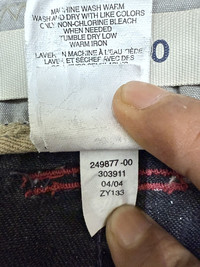 MACHINE WASH WARM
WASH AND DRY WITH LIKE COLORS
ONLY NON-CHLORINE BLEACH
WHEN NEEDED
TUMBLE DRY LOW
WARM IRON
LAVER EN MACHINE À L'EAU TIÈDE
LAVER ET SÉCHER AVEC DES
0
249877-00
303911
04/04
ZY133